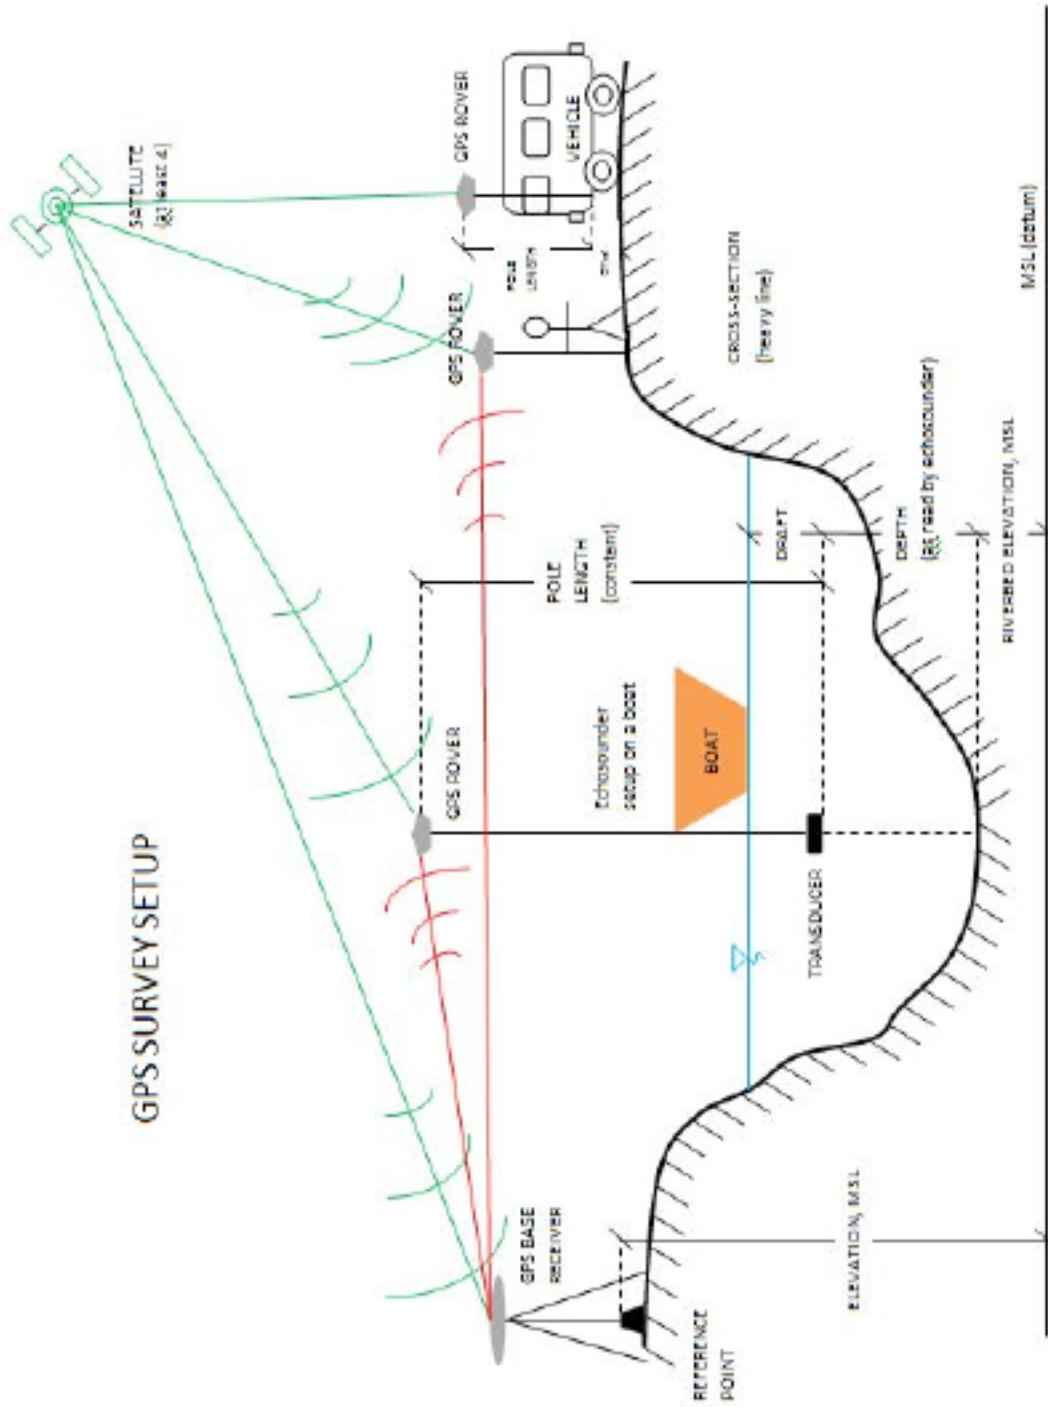 GPS SURVEY SETUP
SATELLITE
(at least 4)
GPS ROVER
GPS ROVER
GPS ROVER
POLE
LENGTH
VEHICLE
GPS BASE
RECEIVER
POLE
LENGTH
(constant)
Echosounder
setup on a boat
BOAT
REFERENCE
POINT
CROSS-SECTION
(heavy line)
DRAFT
TRANSDUCER
DEPTH
(as read by echosounder)
ELEVATION, MSL
RIVERBED ELEVATION, MSL
MSL (datum)